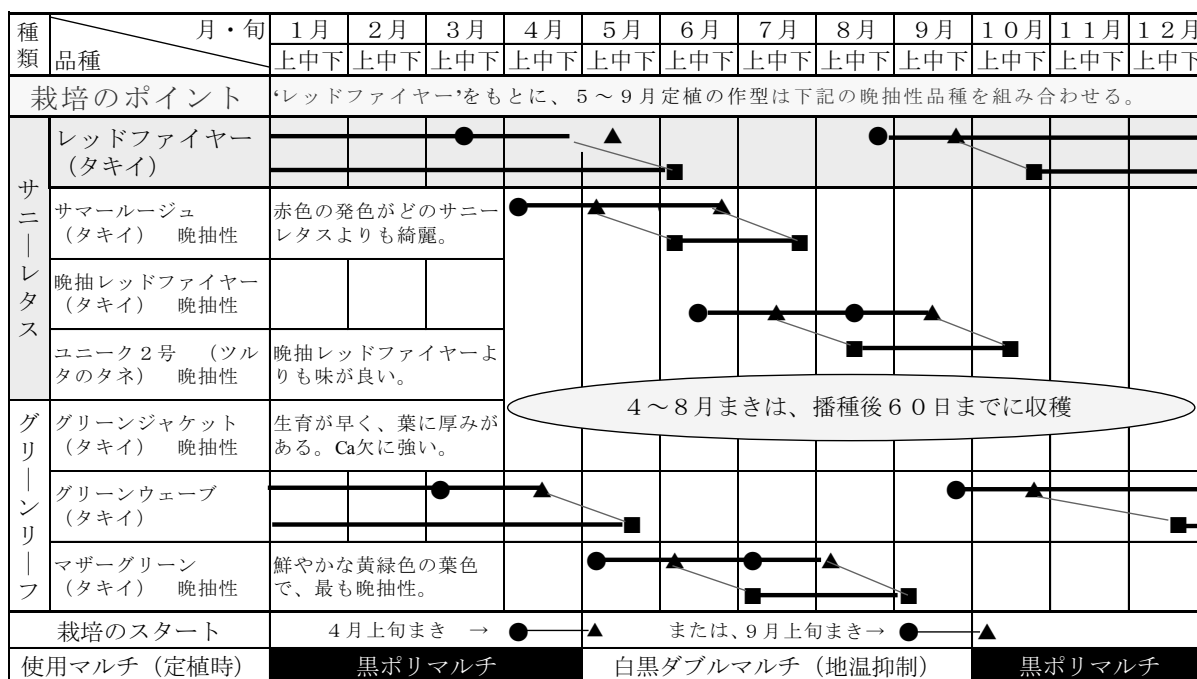 種類
月・旬
品種
1月 2月 3月 4月 5月 6月 7月 8月 9月 10月 11月 12月
上中下 上中下 上中下 上中下 上中下 上中下 上中下 上中下 上中下 上中下 上中下 上中下
栽培のポイント
‘レッドファイヤー’をもとに、5~9月定植の作型は下記の晩抽性品種を組み合わせる。
サニーレタス
レッドファイヤー
(タキイ)
サマールージュ
(タキイ) 晩抽性
赤色の発色がどのサニー
レタスよりも綺麗。
晩抽レッドファイヤー
(タキイ) 晩抽性
ユニーク2号 (ツル
タのタネ) 晩抽性
晩抽レッドファイヤーよ
りも味が良い。
4~8月まきは、播種後60日までに収穫
グリーンリーフ
グリーンジャケット
(タキイ) 晩抽性
生育が早く、葉に厚みが
ある。Ca欠に強い。
グリーンウェーブ
(タキイ)
マザーグリーン
(タキイ) 晩抽性
鮮やかな黄緑色の葉色
で、最も晩抽性。
栽培のスタート
4月上旬まき →
または、9月上旬まき→
使用マルチ(定植時)
黒ポリマルチ
白黒ダブルマルチ(地温抑制)
黒ポリマルチ